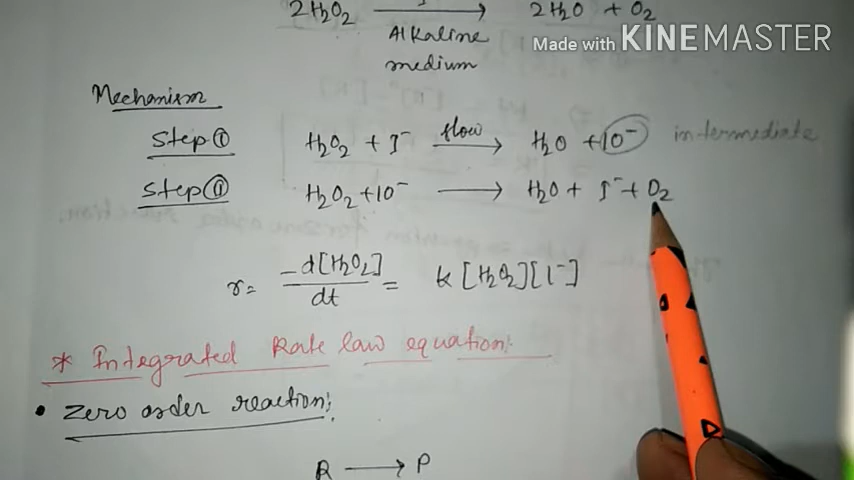 2H₂O₂ ⟶ 2H₂O + O₂
Alkaline
medium
Made with KINEMASTER
Mechanism
Step ① H₂O₂ + I⁻ slow ⟶ H₂O + IO⁻ intermediate
Step ② H₂O₂ + IO⁻ ⟶ H₂O + I⁻ + O₂
r = -d[H₂O₂]/dt = k[H₂O₂][I⁻]
* Integrated Rate law equation:
• Zero order reaction:
R ⟶ P